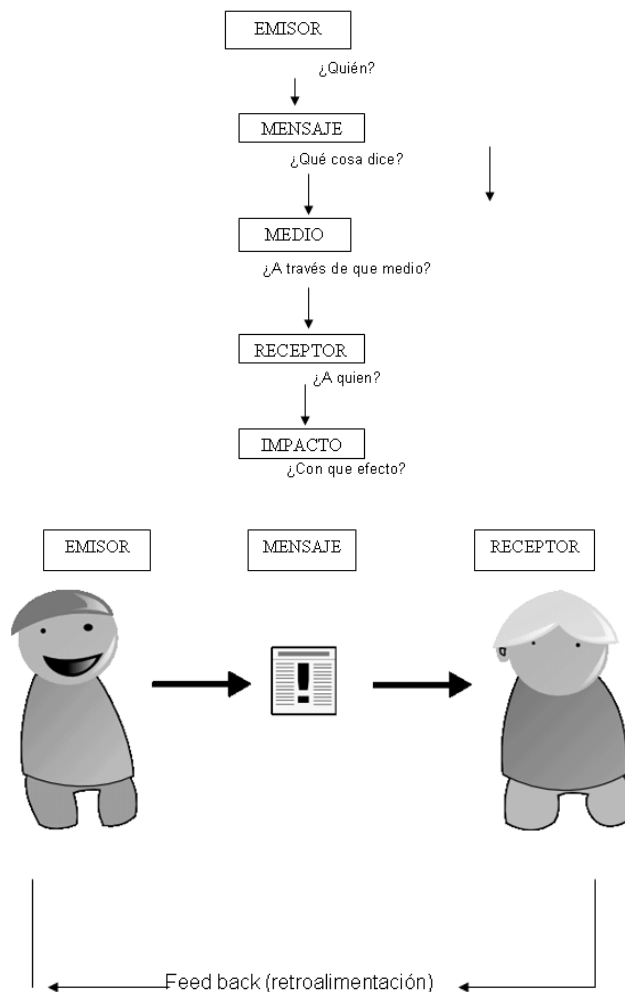 EMISOR
¿Quién?
MENSAJE
¿Qué cosa dice?
MEDIO
¿A través de que medio?
RECEPTOR
¿A quien?
IMPACTO
¿Con que efecto?
EMISOR
MENSAJE
RECEPTOR
!
Feed back (retroalimentación)